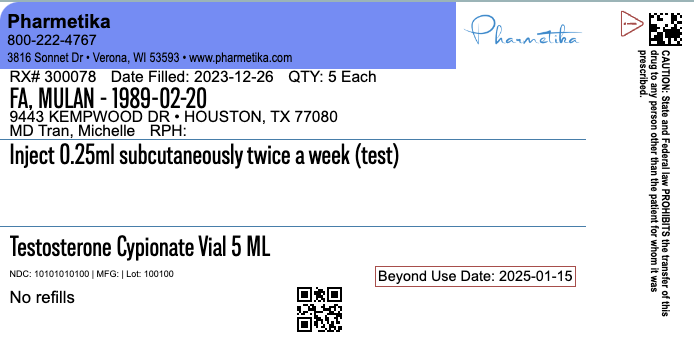 Pharmetika
800-222-4767
3816 Sonnet Dr • Verona, WI 53593 • www.pharmetika.com
Pharmetika
RX# 300078 Date Filled: 2023-12-26 QTY: 5 Each
FA, MULAN - 1989-02-20
9443 KEMPWOOD DR • HOUSTON, TX 77080
MD Tran, Michelle RPH:
Inject 0.25ml subcutaneously twice a week (test)
Testosterone Cypionate Vial 5 ML
NDC: 10101010100 | MFG: | Lot: 100100
Beyond Use Date: 2025-01-15
No refills
CAUTION: State and Federal law PROHIBITS the transfer of this
drug to any person other than the patient for whom it was
prescribed.